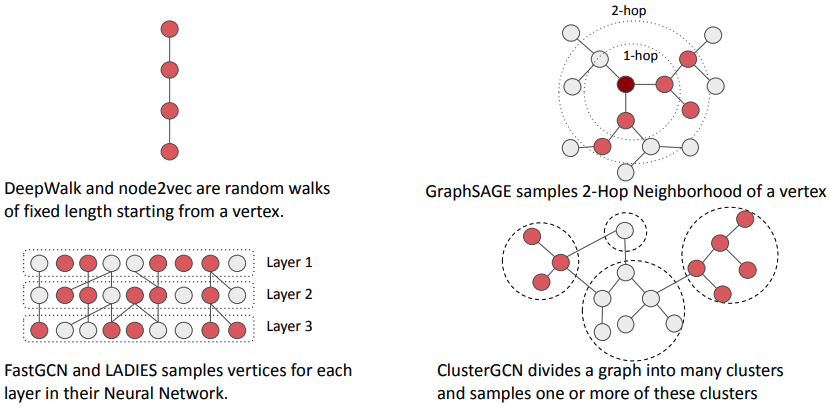 2-hop
1-hop
DeepWalk and node2vec are random walks
of fixed length starting from a vertex.
GraphSAGE samples 2-Hop Neighborhood of a vertex
Layer 1
Layer 2
Layer 3
FastGCN and LADIES samples vertices for each
layer in their Neural Network.
ClusterGCN divides a graph into many clusters
and samples one or more of these clusters